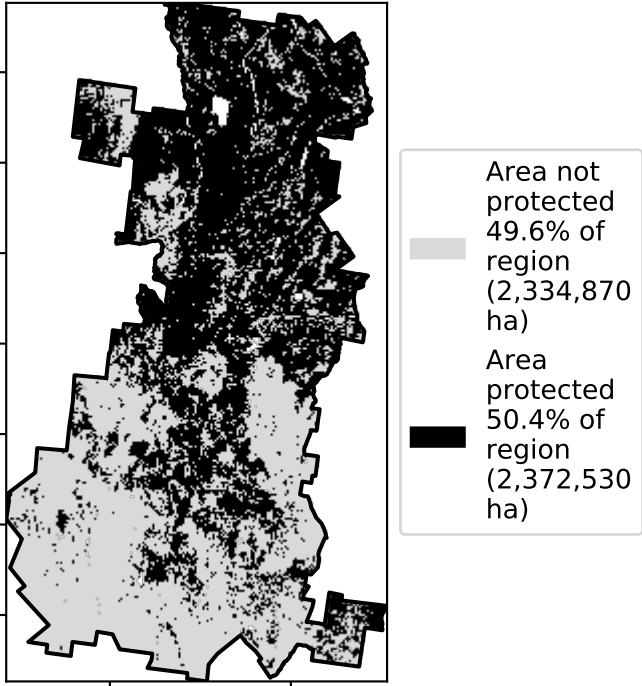 Area not
protected
49.6% of
region
(2,334,870
ha)
Area
protected
50.4% of
region
(2,372,530
ha)